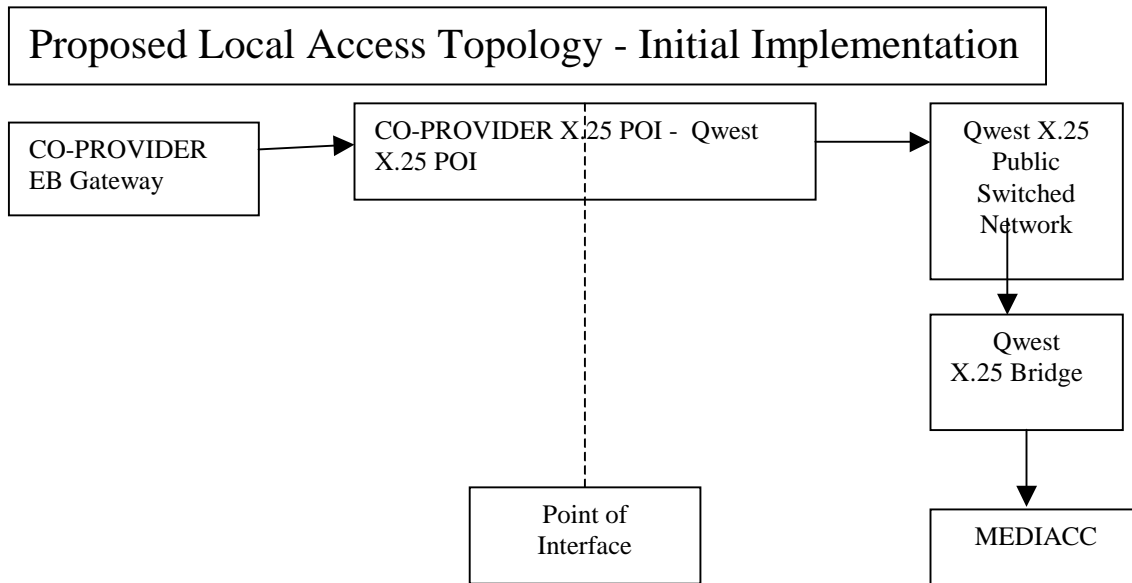 Proposed Local Access Topology - Initial Implementation
CO-PROVIDER
EB Gateway
CO-PROVIDER X.25 POI - Qwest
X.25 POI
Qwest X.25
Public
Switched
Network
Qwest
X.25 Bridge
Point of
Interface
MEDIACC